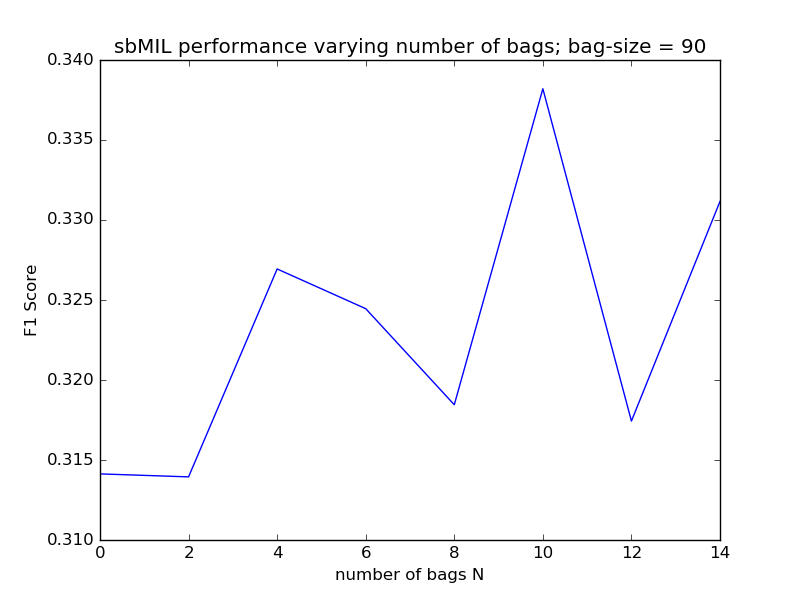 sbMIL performance varying number of bags; bag-size = 90
0.340
0.335
0.330
0.325
0.320
0.315
0.310
F1 Score
0 2 4 6 8 10 12 14
number of bags N